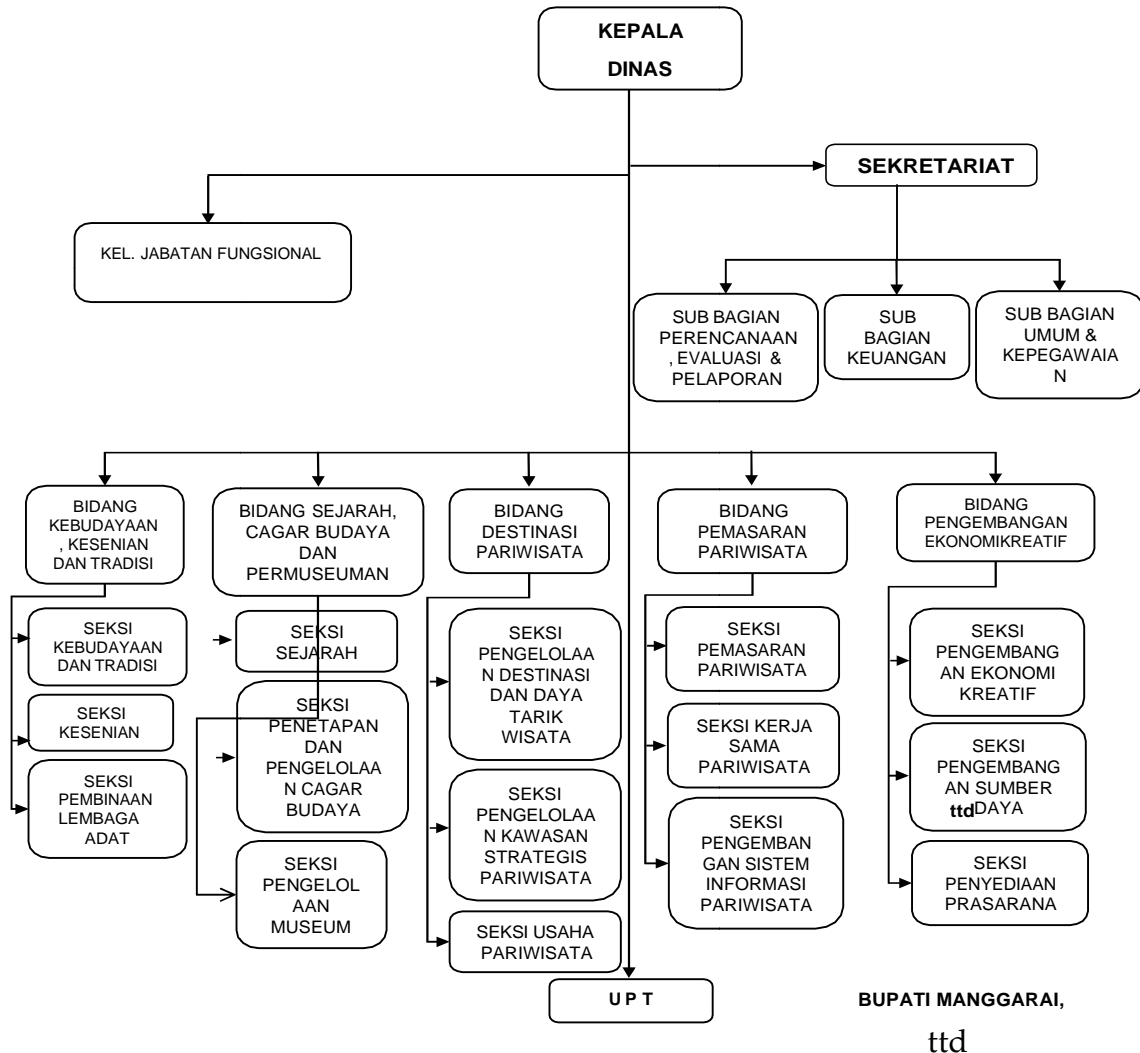 KEPALA
DINAS
SEKRETARIAT
KEL. JABATAN FUNGSIONAL
SUB BAGIAN
PERENCANAAN
, EVALUASI &
PELAPORAN
SUB
BAGIAN
KEUANGAN
SUB BAGIAN
UMUM &
KEPEGAWAIA
N
BIDANG
KEBUDAYAAN
, KESENIAN
DAN TRADISI
BIDANG SEJARAH,
CAGAR BUDAYA
DAN
PERMUSEUMAN
BIDANG
DESTINASI
PARIWISATA
BIDANG
PEMASARAN
PARIWISATA
BIDANG
PENGEMBANGAN
EKONOMIKREATIF
SEKSI
KEBUDAYAAN
DAN TRADISI
SEKSI
KESENIAN
SEKSI
PEMBINAAN
LEMBAGA
ADAT
SEKSI
SEJARAH
SEKSI
PENETAPAN
DAN
PENGELOLAA
N CAGAR
BUDAYA
SEKSI
PENGELOL
AAN
MUSEUM
SEKSI
PENGELOLAA
N DESTINASI
DAN DAYA
TARIK
WISATA
SEKSI
PENGELOLAA
N KAWASAN
STRATEGIS
PARIWISATA
SEKSI USAHA
PARIWISATA
SEKSI
PEMASARAN
PARIWISATA
SEKSI KERJA
SAMA
PARIWISATA
SEKSI
PENGEMBAN
GAN SISTEM
INFORMASI
PARIWISATA
SEKSI
PENGEMBANG
AN EKONOMI
KREATIF
SEKSI
PENGEMBANG
AN SUMBER
ttdDAYA
SEKSI
PENYEDIAAN
PRASARANA
U P T
BUPATI MANGGARAI,
ttd